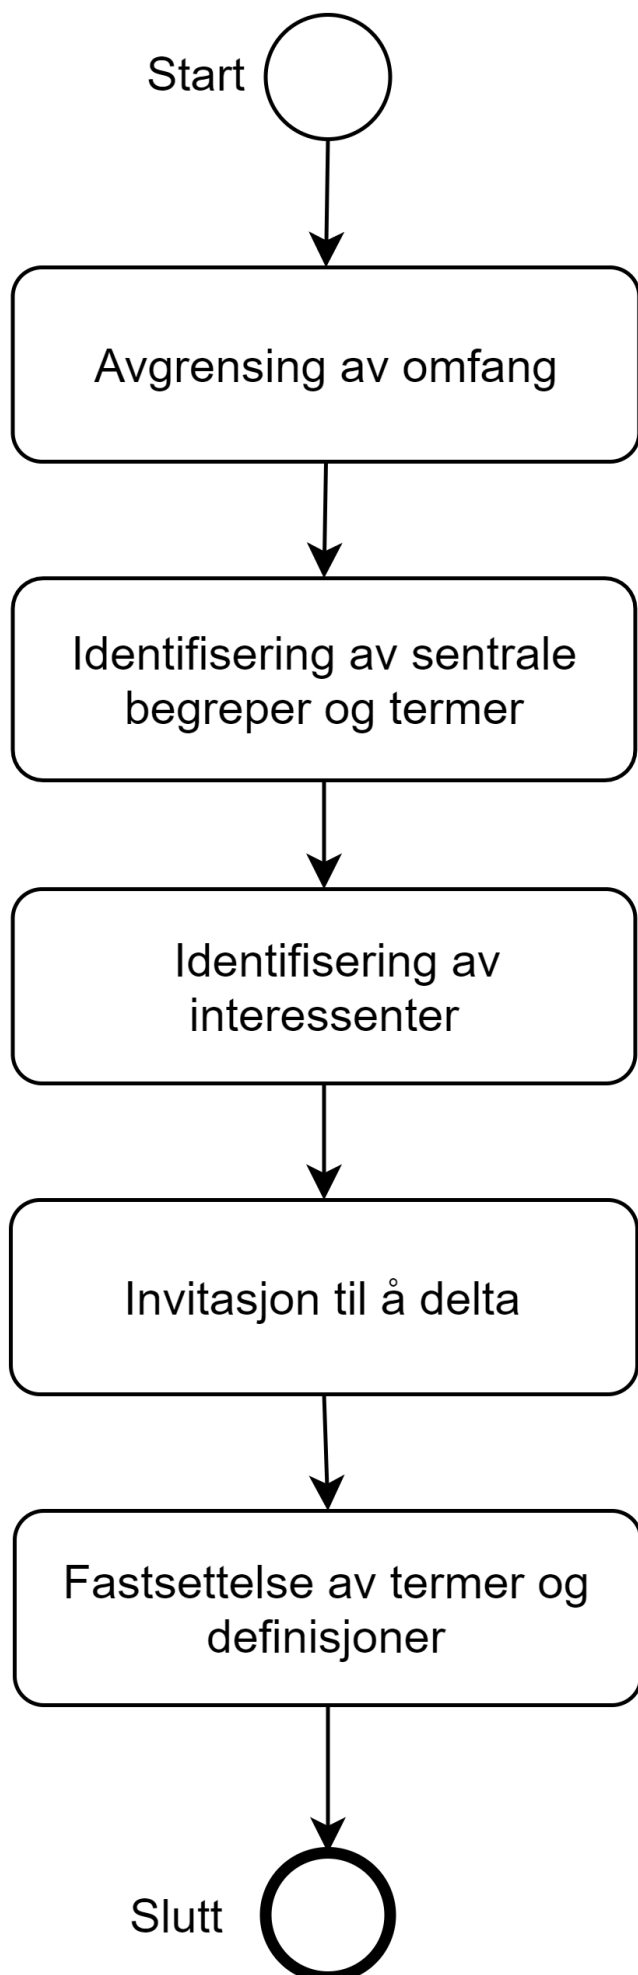 Start
Avgrensing av omfang
Identifisering av sentrale
begreper og termer
Identifisering av
interessenter
Invitasjon til å delta
Fastsettelse av termer og
definisjoner
Slutt